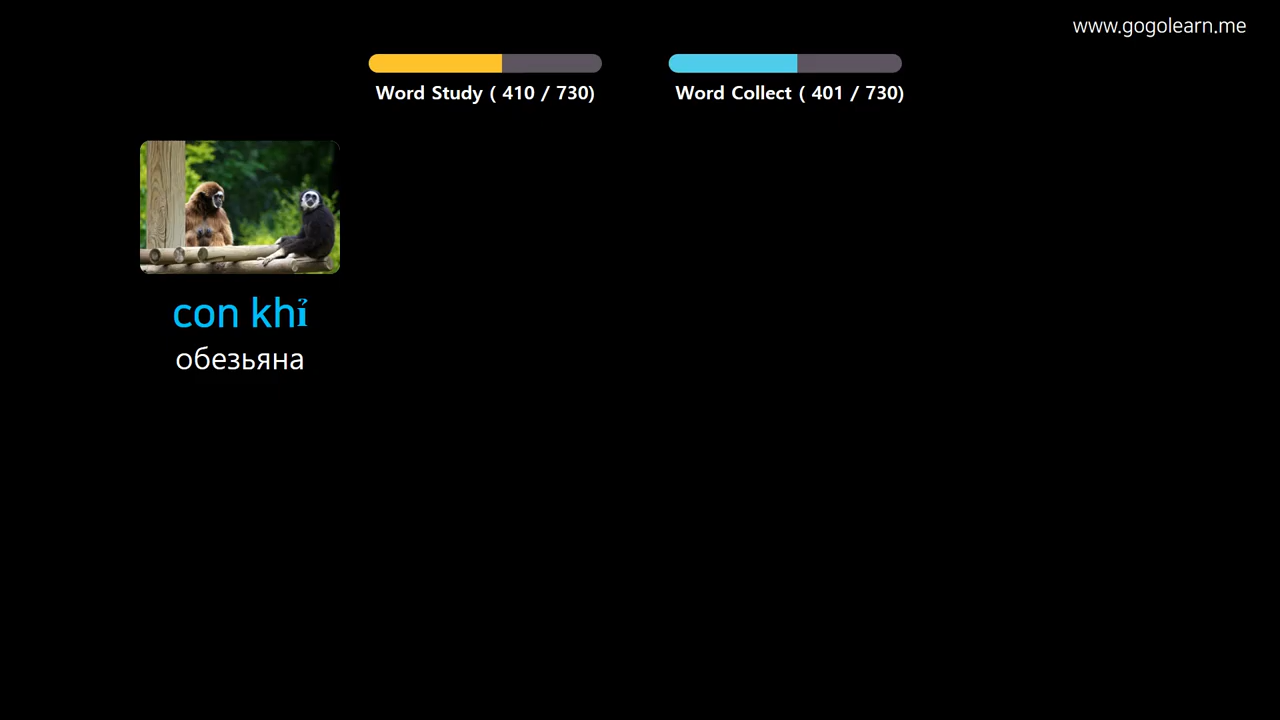 www.gogolearn.me
Word Study ( 410 / 730)
Word Collect ( 401 / 730)
con khỉ
обезьяна